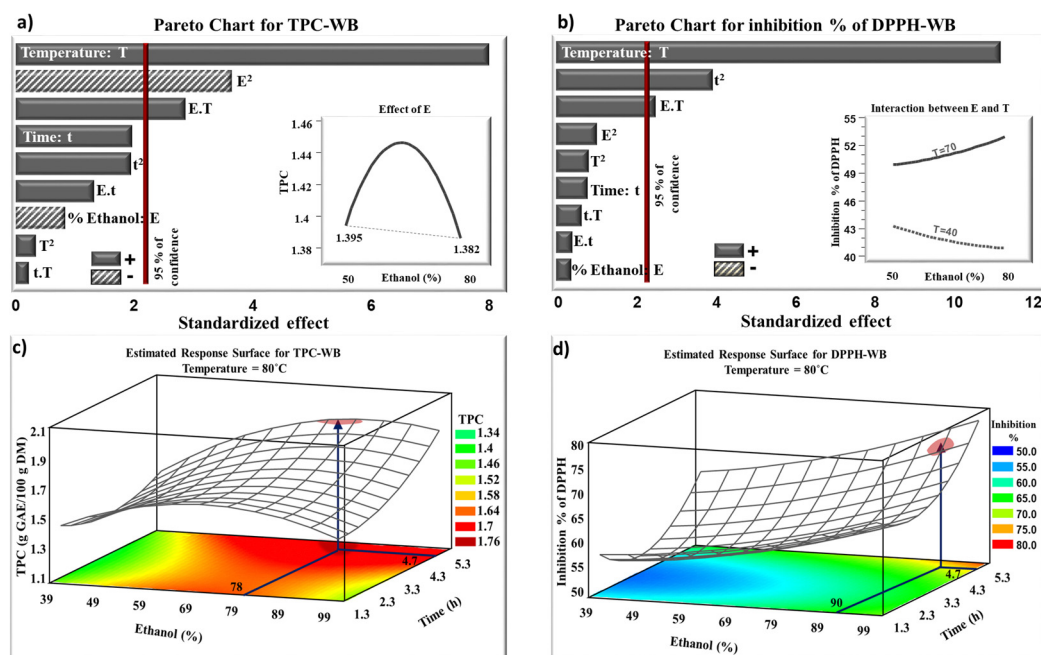 a)
Pareto Chart for TPC-WB
Temperature: T
E²
E.T
Time: t
t²
E.t
% Ethanol: E
T²
t.T
+
-
95 % of
confidence
Effect of E
TPC
1.46
1.44
1.42
1.4
1.38
1.395
1.382
50
Ethanol (%)
80
0
2
4
6
8
Standardized effect
b)
Pareto Chart for inhibition % of DPPH-WB
Temperature: T
t²
E.T
E²
T²
Time: t
t.T
E.t
% Ethanol: E
+
-
95 % of
confidence
Interaction between E and T
Inhibition % of DPPH
55
52
49
46
43
40
T=70
T=40
50
Ethanol (%)
80
0
2
4
6
8
10
12
Standardized effect
c)
Estimated Response Surface for TPC-WB
Temperature = 80˚C
TPC (g GAE/100 g DM)
2.1
1.9
1.7
1.5
1.3
1.1
39
49
59
69
79
89
99
Ethanol (%)
78
4.7
1.3
2.3
3.3
4.3
5.3
Time (h)
TPC
1.34
1.4
1.46
1.52
1.58
1.64
1.7
1.76
d)
Estimated Response Surface for DPPH-WB
Temperature = 80˚C
Inhibition % of DPPH
80
75
70
65
60
55
50
39
49
59
69
79
89
99
Ethanol (%)
90
4.7
1.3
2.3
3.3
4.3
5.3
Time (h)
Inhibition
%
50.0
55.0
60.0
65.0
70.0
75.0
80.0